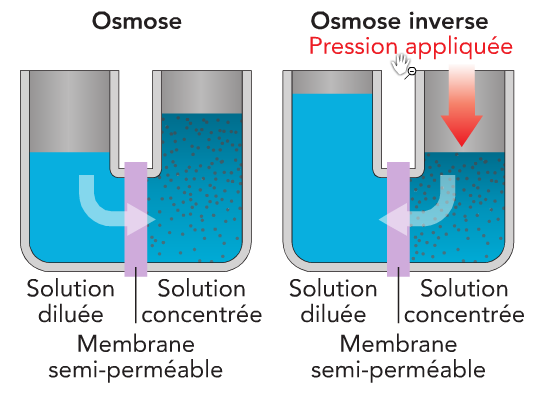 Osmose
Osmose inverse
Pression appliquée
Solution
diluée
Solution
concentrée
Membrane
semi-perméable
Solution
diluée
Solution
concentrée
Membrane
semi-perméable